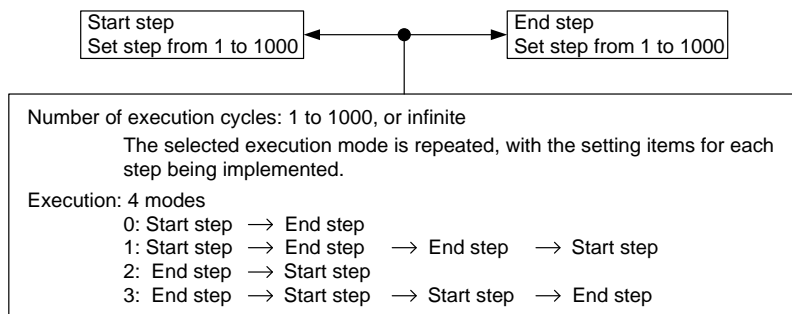 Start step
Set step from 1 to 1000
End step
Set step from 1 to 1000
Number of execution cycles: 1 to 1000, or infinite
The selected execution mode is repeated, with the setting items for each
step being implemented.
Execution: 4 modes
0: Start step → End step
1: Start step → End step → End step → Start step
2: End step → Start step
3: End step → Start step → Start step → End step